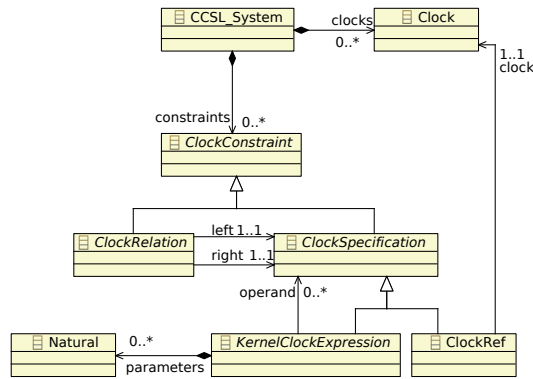 CCSL_System
clocks
0..*
Clock
1..1
clock
constraints 0..*
ClockConstraint
ClockRelation
left 1..1
right 1..1
ClockSpecification
operand 0..*
Natural
0..*
parameters
KernelClockExpression
ClockRef